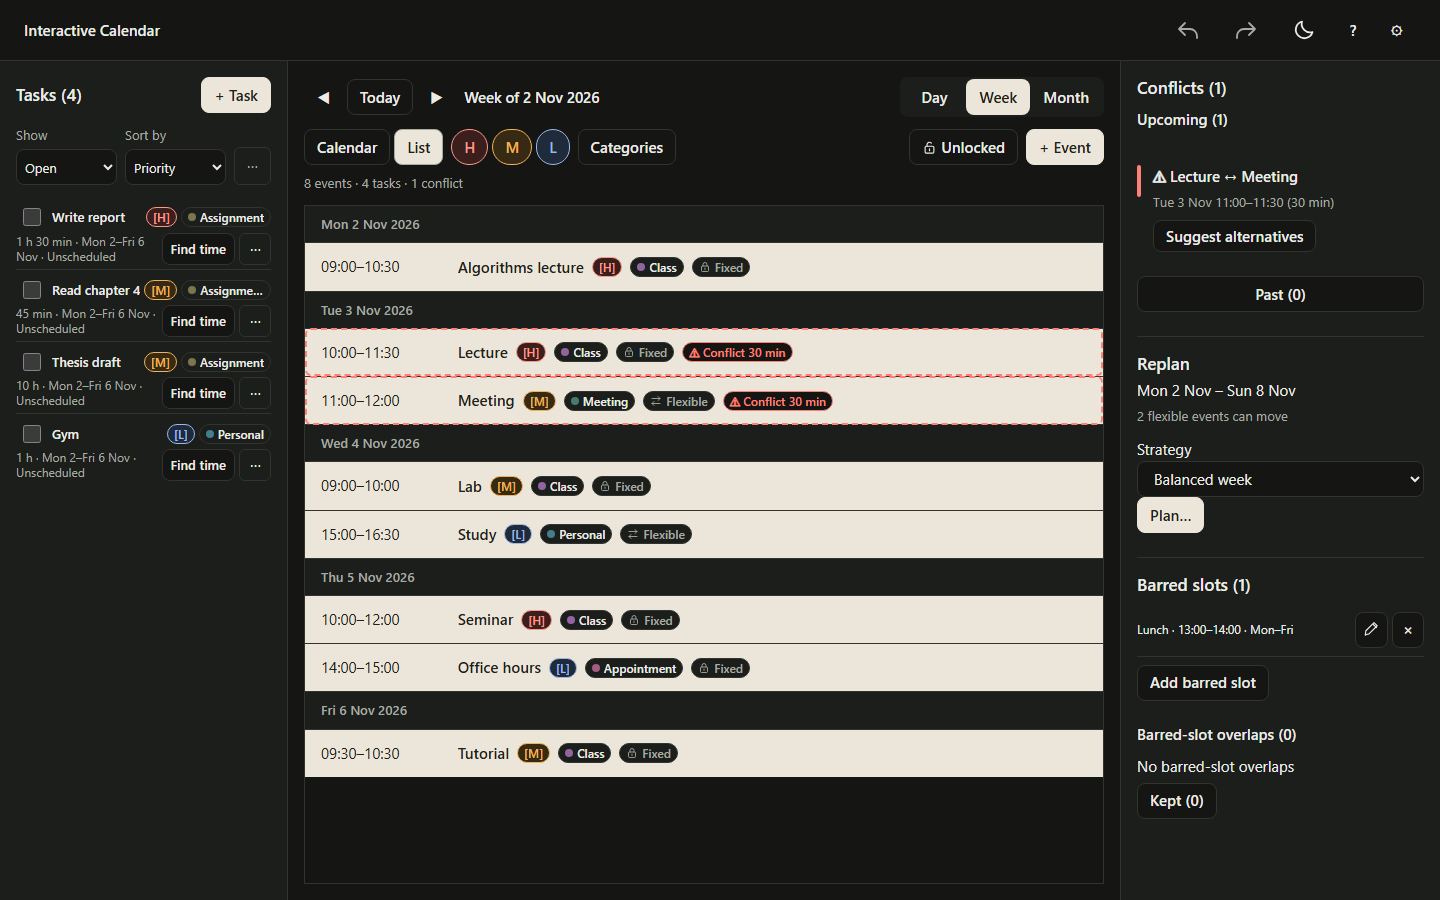 Interactive Calendar
?
Tasks (4)
+ Task
Show
Sort by
Open
Priority
...
Write report [H] Assignment
1 h 30 min · Mon 2–Fri 6 Nov · Unscheduled
Find time
...
Read chapter 4 [M] Assignme...
45 min · Mon 2–Fri 6 Nov · Unscheduled
Find time
...
Thesis draft [M] Assignment
10 h · Mon 2–Fri 6 Nov · Unscheduled
Find time
...
Gym [L] Personal
1 h · Mon 2–Fri 6 Nov · Unscheduled
Find time
...
Today
Week of 2 Nov 2026
Day Week Month
Calendar List H M L Categories
Unlocked
+ Event
8 events · 4 tasks · 1 conflict
Mon 2 Nov 2026
09:00–10:30 Algorithms lecture [H] Class Fixed
Tue 3 Nov 2026
10:00–11:30 Lecture [H] Class Fixed Conflict 30 min
11:00–12:00 Meeting [M] Meeting Flexible Conflict 30 min
Wed 4 Nov 2026
09:00–10:00 Lab [M] Class Fixed
15:00–16:30 Study [L] Personal Flexible
Thu 5 Nov 2026
10:00–12:00 Seminar [H] Class Fixed
14:00–15:00 Office hours [L] Appointment Fixed
Fri 6 Nov 2026
09:30–10:30 Tutorial [M] Class Fixed
Conflicts (1)
Upcoming (1)
Lecture ↔ Meeting
Tue 3 Nov 11:00–11:30 (30 min)
Suggest alternatives
Past (0)
Replan
Mon 2 Nov – Sun 8 Nov
2 flexible events can move
Strategy
Balanced week
Plan...
Barred slots (1)
Lunch · 13:00–14:00 · Mon–Fri
×
Add barred slot
Barred-slot overlaps (0)
No barred-slot overlaps
Kept (0)